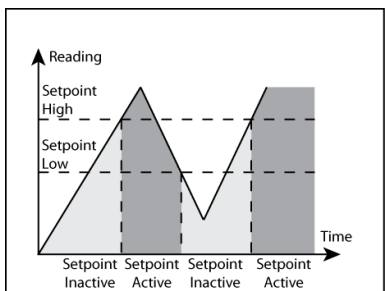 Reading
Setpoint
High
Setpoint
Low
Time
Setpoint Setpoint Setpoint Setpoint
Inactive Active Inactive Active